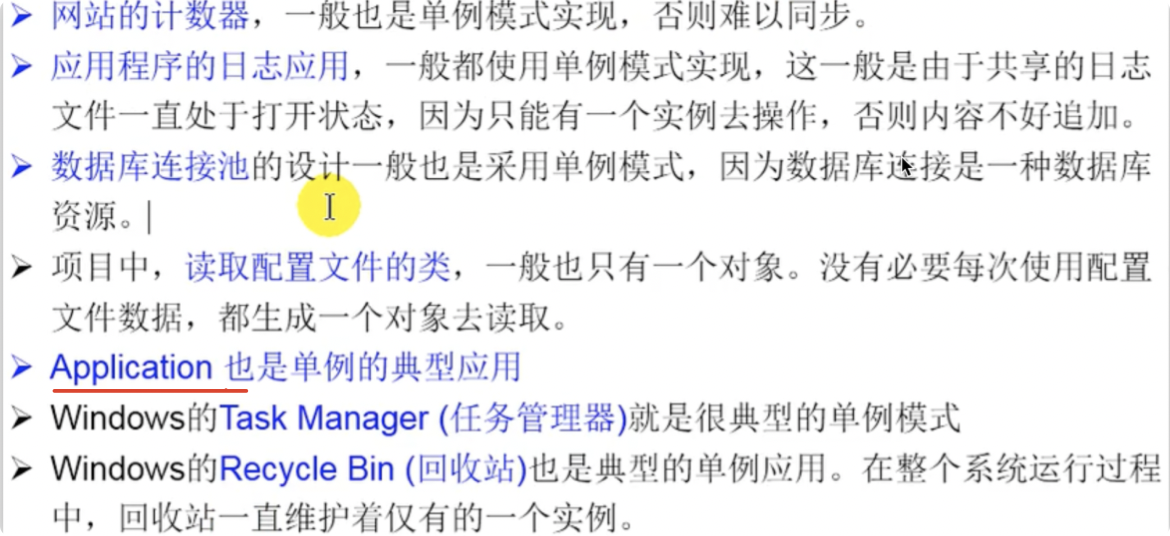 ➢ 网站的计数器，一般也是单例模式实现，否则难以同步。
➢ 应用程序的日志应用，一般都使用单例模式实现，这一般是由于共享的日志
文件一直处于打开状态，因为只能有一个实例去操作，否则内容不好追加。
➢ 数据库连接池的设计一般也是采用单例模式，因为数据库连接是一种数据库
资源。
➢ 项目中，读取配置文件的类，一般也只有一个对象。没有必要每次使用配置
文件数据，都生成一个对象去读取。
➢ Application 也是单例的典型应用
➢ Windows的Task Manager (任务管理器)就是很典型的单例模式
➢ Windows的Recycle Bin (回收站)也是典型的单例应用。在整个系统运行过程
中，回收站一直维护着仅有的一个实例。